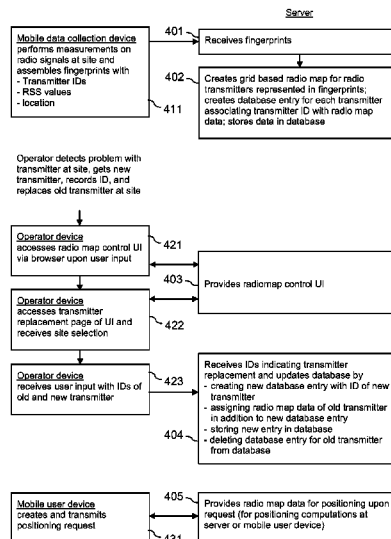 Server
Mobile data collection device
performs measurements on
radio signals at site and
assembles fingerprints with
- Transmitter IDs
- RSS values
- location
411
401
Receives fingerprints
402
Creates grid based radio map for radio
transmitters represented in fingerprints;
creates database entry for each transmitter
associating transmitter ID with radio map
data; stores data in database
Operator detects problem with
transmitter at site, gets new
transmitter, records ID, and
replaces old transmitter at site
Operator device
accesses radio map control UI
via browser upon user input
421
403
Provides radiomap control UI
Operator device
accesses transmitter
replacement page of UI and
receives site selection
422
Operator device
receives user input with IDs of
old and new transmitter
423
Receives IDs indicating transmitter
replacement and updates database by
- creating new database entry with ID of new
transmitter
- assigning radio map data of old transmitter
in addition to new database entry
- storing new entry in database
- deleting database entry for old transmitter
from database
404
Mobile user device
creates and transmits
positioning request
431
405
Provides radio map data for positioning upon
request (for positioning computations at
server or mobile user device)